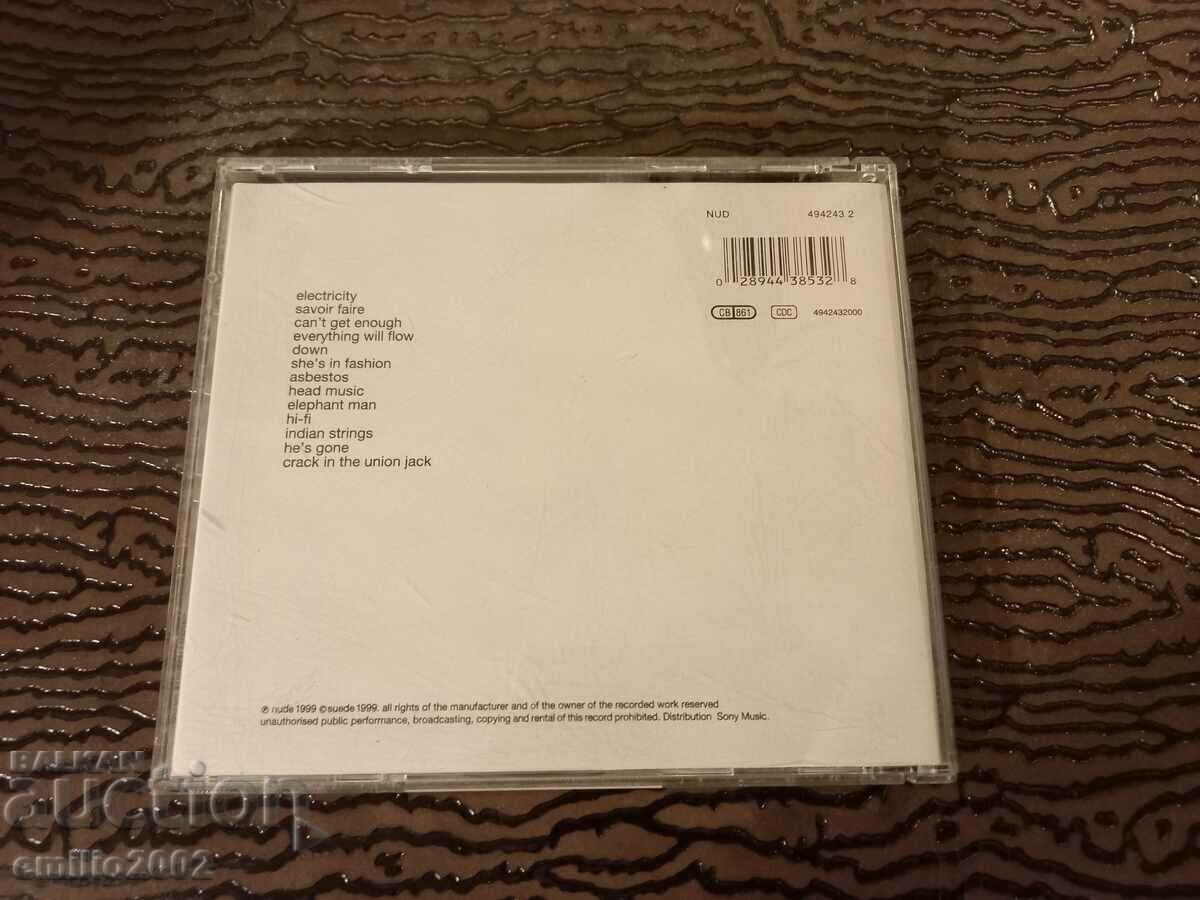 NUD 494243 2
0 28944 38532 8
CB 861 CDC 4942432000
electricity
savoir faire
can't get enough
everything will flow
down
she's in fashion
asbestos
head music
elephant man
hi-fi
indian strings
he's gone
crack in the union jack
℗ nude 1999 © suede 1999. all rights of the manufacturer and of the owner of the recorded work reserved
unauthorised public performance, broadcasting, copying and rental of this record prohibited. Distribution Sony Music.
BALKAN
auction
emilio2002